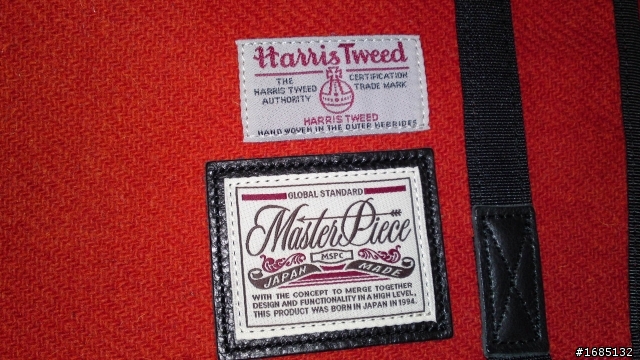 Harris Tweed
THE HARRIS TWEED AUTHORITY
CERTIFICATION TRADE MARK
HARRIS TWEED
HAND WOVEN IN THE OUTER HEBRIDES
GLOBAL STANDARD
MasterPiece
MSPC
JAPAN MADE
WITH THE CONCEPT TO MERGE TOGETHER
DESIGN AND FUNCTIONALITY IN A HIGH LEVEL,
THIS PRODUCT WAS BORN IN JAPAN IN 1994.
#1685132